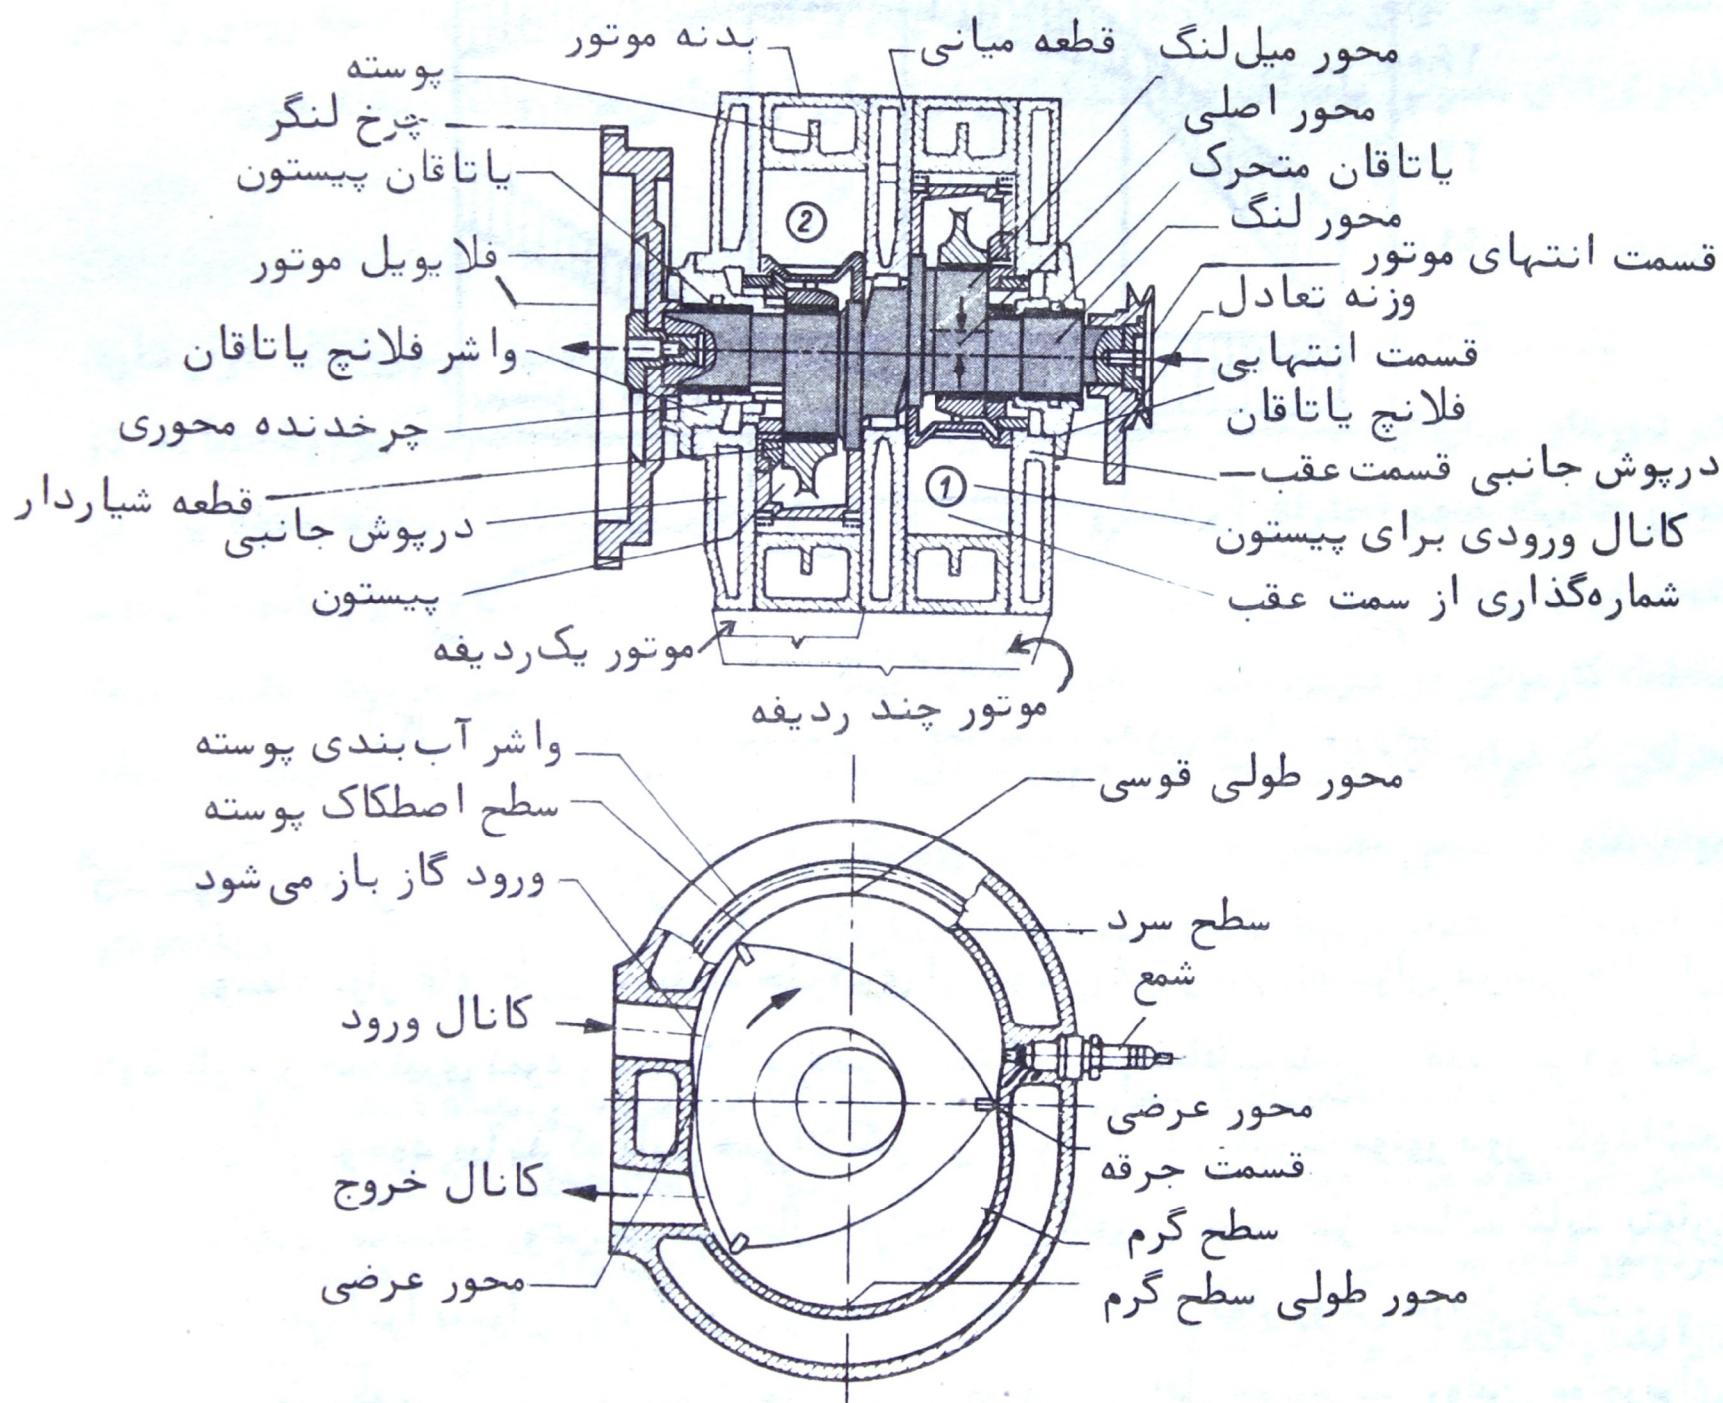 بدنه موتور
قطعه میانی
محور میل‌لنگ
پوسته
محور اصلی
چرخ لنگر
یاتاقان متحرک
یاتاقان پیستون
محور لنگ
قسمت انتهای موتور
فلایویل موتور
وزنه تعادل
واشر فلانچ یاتاقان
قسمت انتهایی
فلانچ یاتاقان
چرخدنده محوری
درپوش جانبی قسمت عقب
قطعه شیاردار
درپوش جانبی
کانال ورودی برای پیستون
پیستون
شماره‌گذاری از سمت عقب
2
1
موتور یک‌ردیفه
موتور چند ردیفه
واشر آب‌بندی پوسته
محور طولی قوسی
سطح اصطکاک پوسته
ورود گاز باز می‌شود
سطح سرد
شمع
کانال ورود
محور عرضی
قسمت جرقه
کانال خروج
سطح گرم
محور عرضی
محور طولی سطح گرم